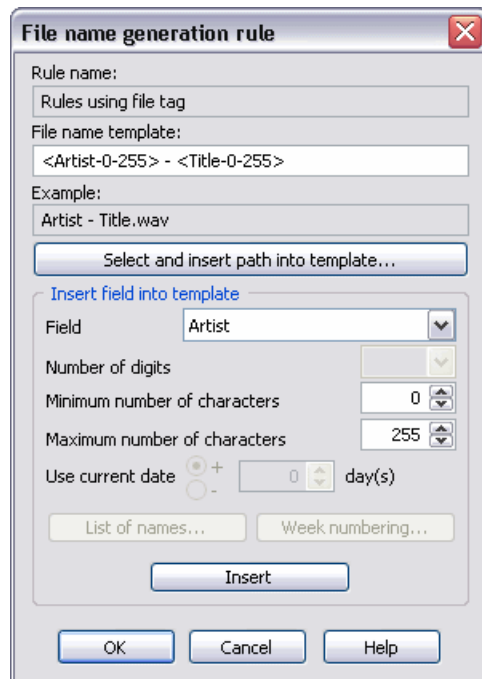 File name generation rule
Rule name:
Rules using file tag
File name template:
<Artist-0-255> - <Title-0-255>
Example:
Artist - Title.wav
Select and insert path into template...
Insert field into template
Field Artist
Number of digits
Minimum number of characters 0
Maximum number of characters 255
Use current date + - 0 day(s)
List of names... Week numbering...
Insert
OK Cancel Help